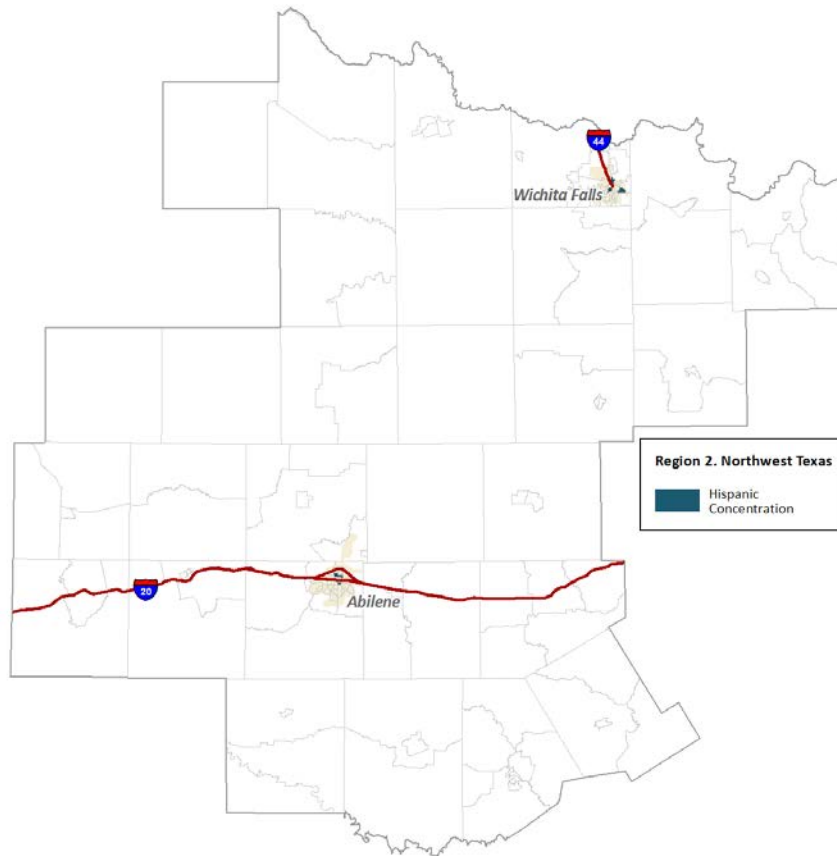 44
Wichita Falls
Region 2. Northwest Texas
Hispanic
Concentration
20
Abilene